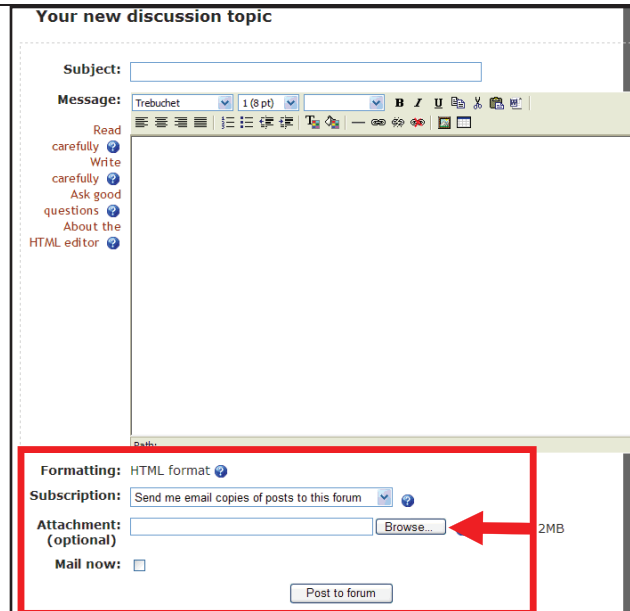 Your new discussion topic
Subject:
Message: Trebuchet 1 (8 pt) B I U
Read
carefully
Write
carefully
Ask good
questions
About the
HTML editor
Formatting: HTML format
Subscription: Send me email copies of posts to this forum
Attachment: Browse... 2MB
(optional)
Mail now:
Post to forum